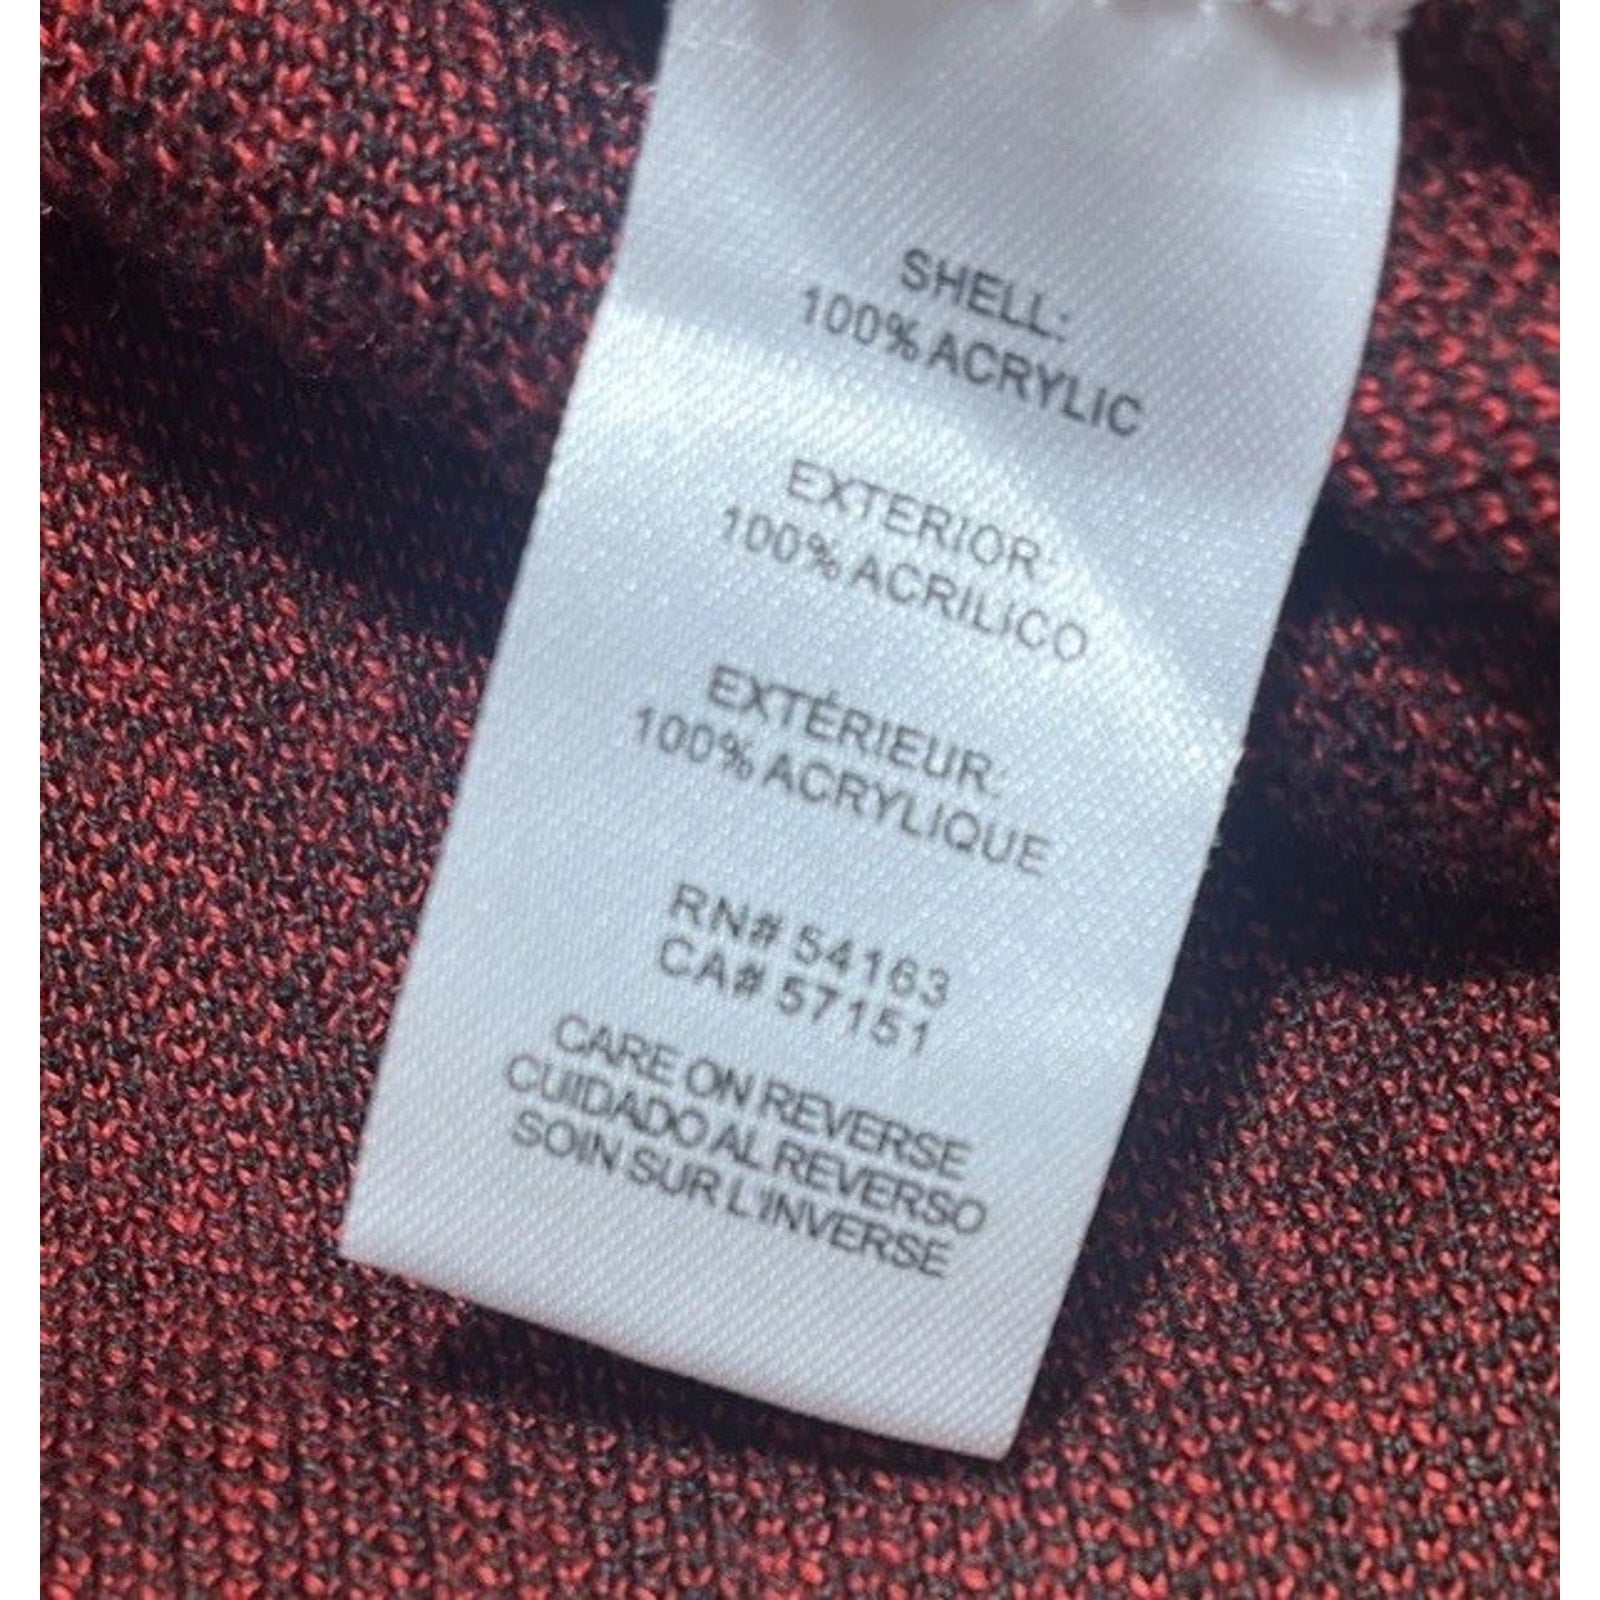 SHELL:
100% ACRYLIC
EXTERIOR:
100% ACRILICO
EXTÉRIEUR:
100% ACRYLIQUE
RN# 54163
CA# 57151
CARE ON REVERSE
CUIIDADO AL REVERSO
SOIN SUR L'INVERSE